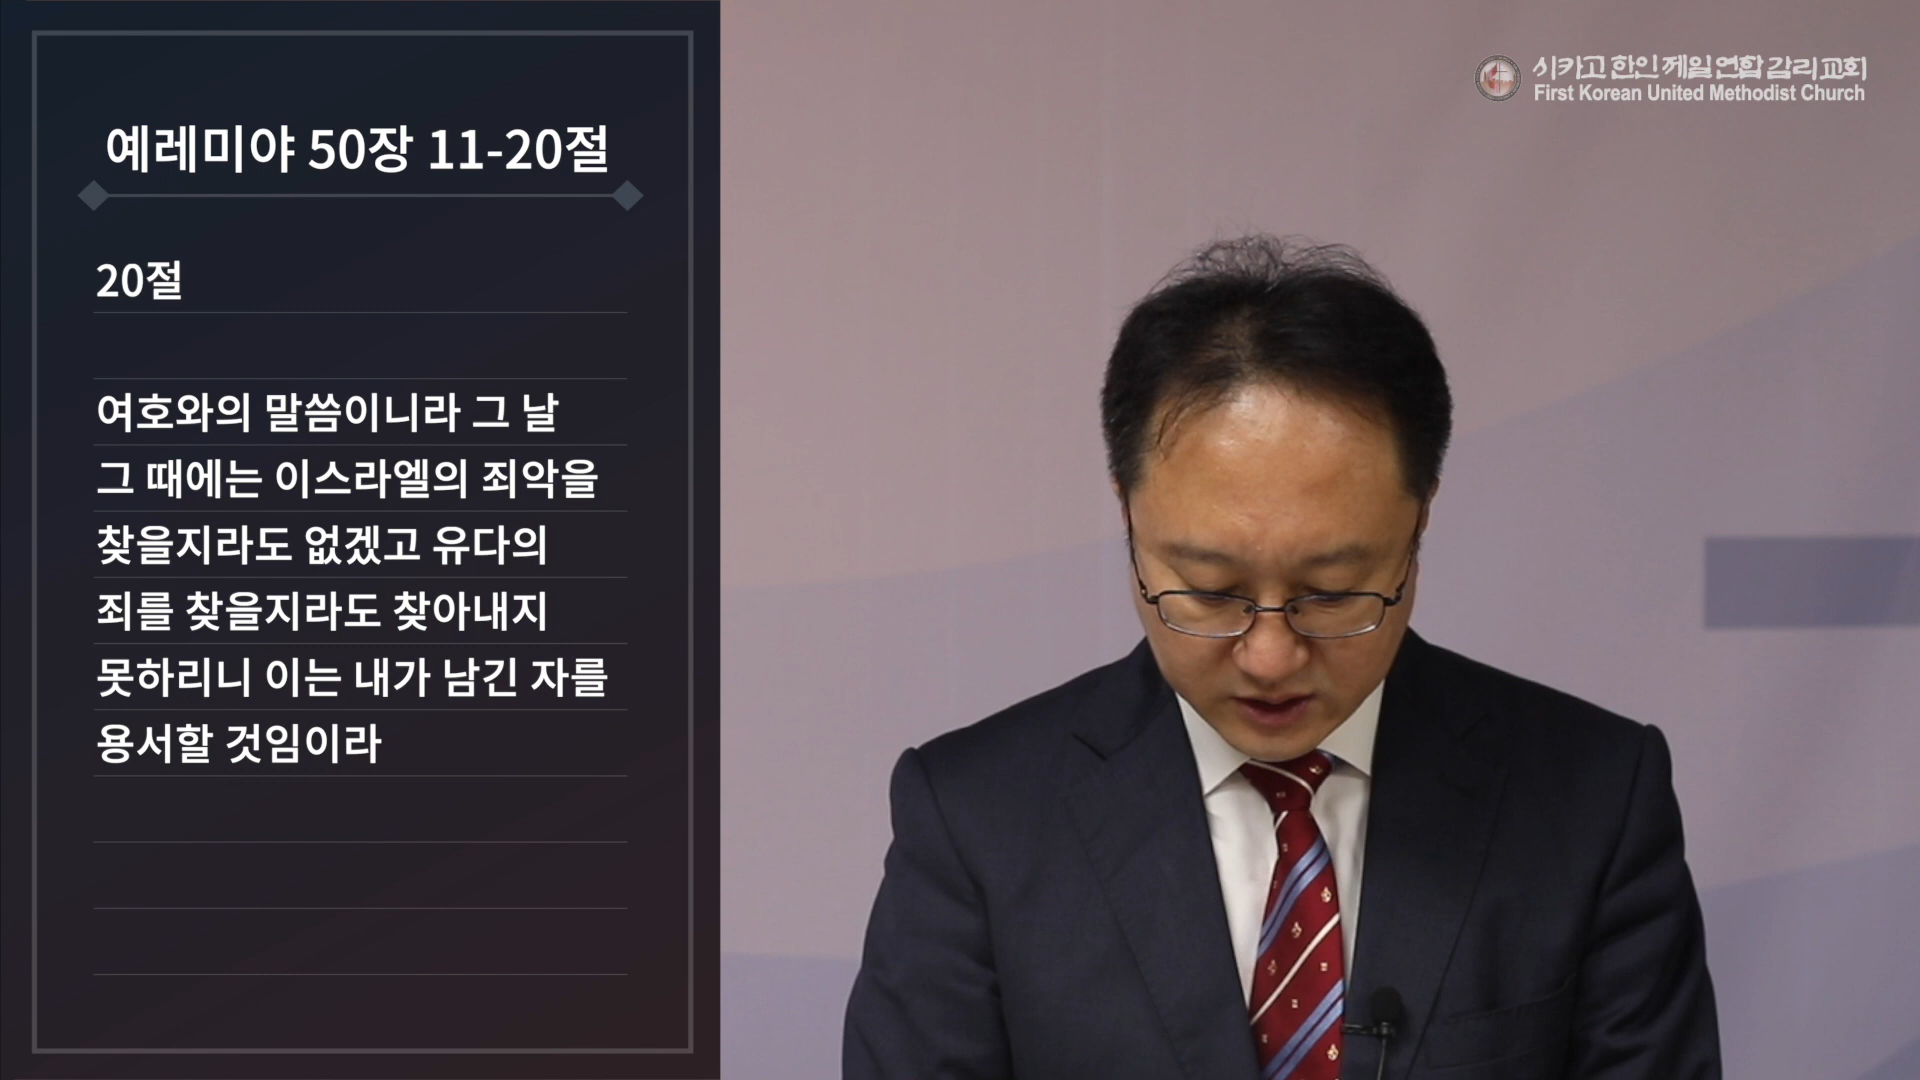 예레미야 50장 11-20절
20절
여호와의 말씀이니라 그 날
그 때에는 이스라엘의 죄악을
찾을지라도 없겠고 유다의
죄를 찾을지라도 찾아내지
못하리니 이는 내가 남긴 자를
용서할 것임이라
시카고 한인 제일 연합 감리교회
First Korean United Methodist Church